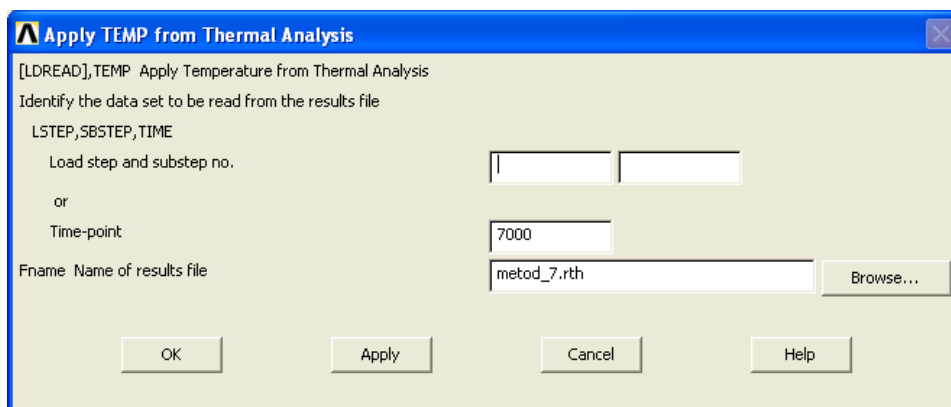 Apply TEMP from Thermal Analysis
[LDREAD],TEMP Apply Temperature from Thermal Analysis
Identify the data set to be read from the results file
LSTEP,SBSTEP,TIME
Load step and substep no.
or
Time-point 7000
Fname Name of results file metod_7.rth Browse...
OK Apply Cancel Help